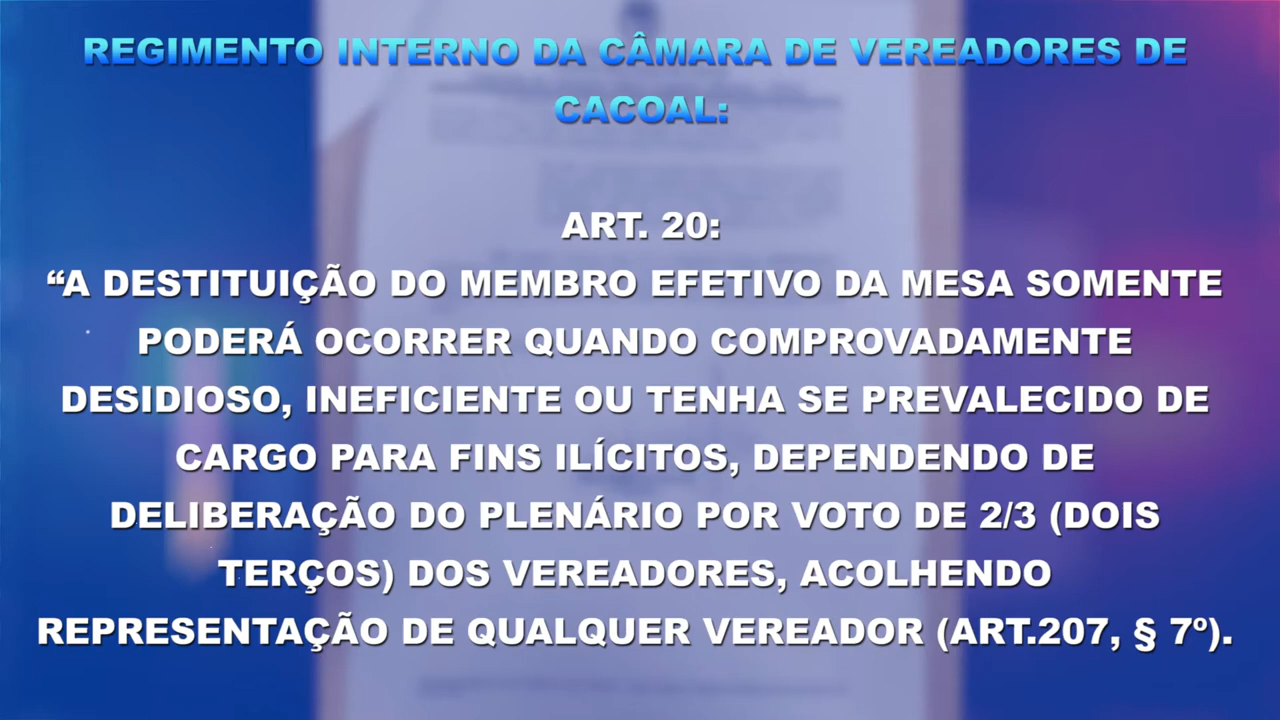 REGIMENTO INTERNO DA CÂMARA DE VEREADORES DE
CACOAL:
ART. 20:
“A DESTITUIÇÃO DO MEMBRO EFETIVO DA MESA SOMENTE
PODERÁ OCORRER QUANDO COMPROVADAMENTE
DESIDIOSO, INEFICIENTE OU TENHA SE PREVALECIDO DE
CARGO PARA FINS ILÍCITOS, DEPENDENDO DE
DELIBERAÇÃO DO PLENÁRIO POR VOTO DE 2/3 (DOIS
TERÇOS) DOS VEREADORES, ACOLHENDO
REPRESENTAÇÃO DE QUALQUER VEREADOR (ART.207, § 7º).